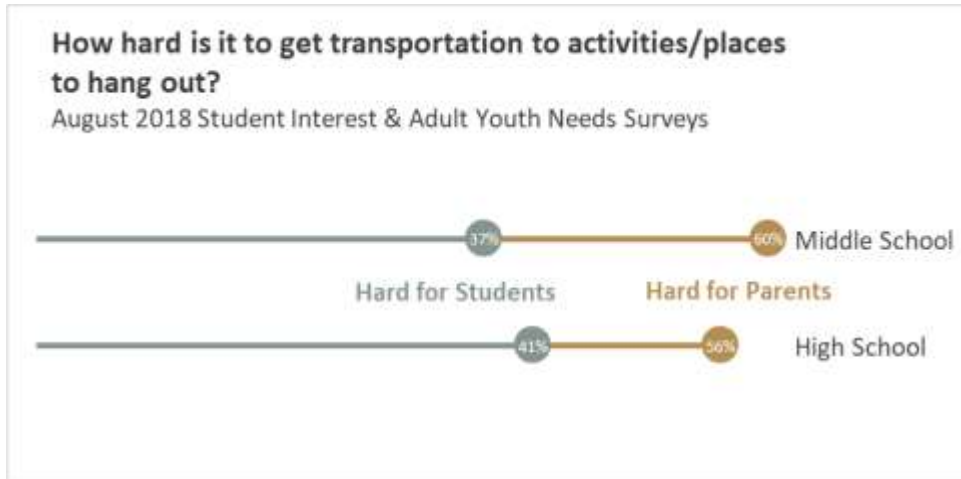 How hard is it to get transportation to activities/places
to hang out?
August 2018 Student Interest & Adult Youth Needs Surveys
37%
60%
Middle School
Hard for Students
Hard for Parents
41%
56%
High School